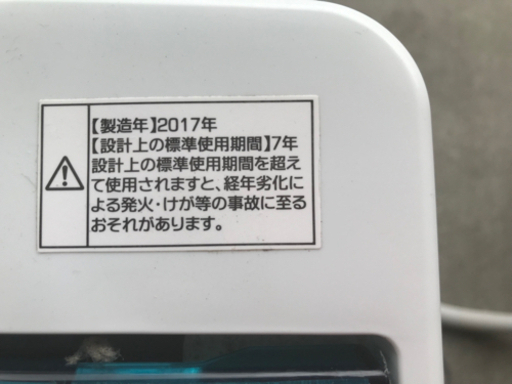 【製造年】2017年
【設計上の標準使用期間】7年
設計上の標準使用期間を超え
て使用されますと、経年劣化に
よる発火・けが等の事故に至る
おそれがあります。